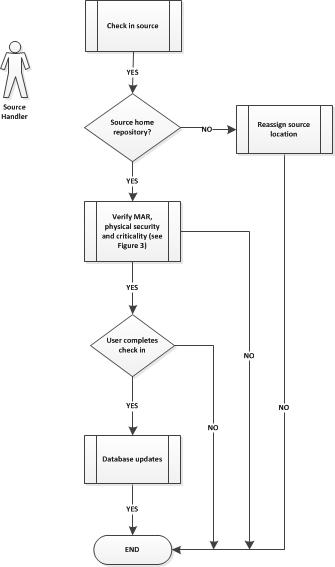 Check in source
YES
Source
Handler
Source home
repository?
NO
Reassign source
location
YES
Verify MAR,
physical security
and criticality (see
Figure 3)
YES
User completes
check in
NO
NO
NO
YES
Database updates
YES
END